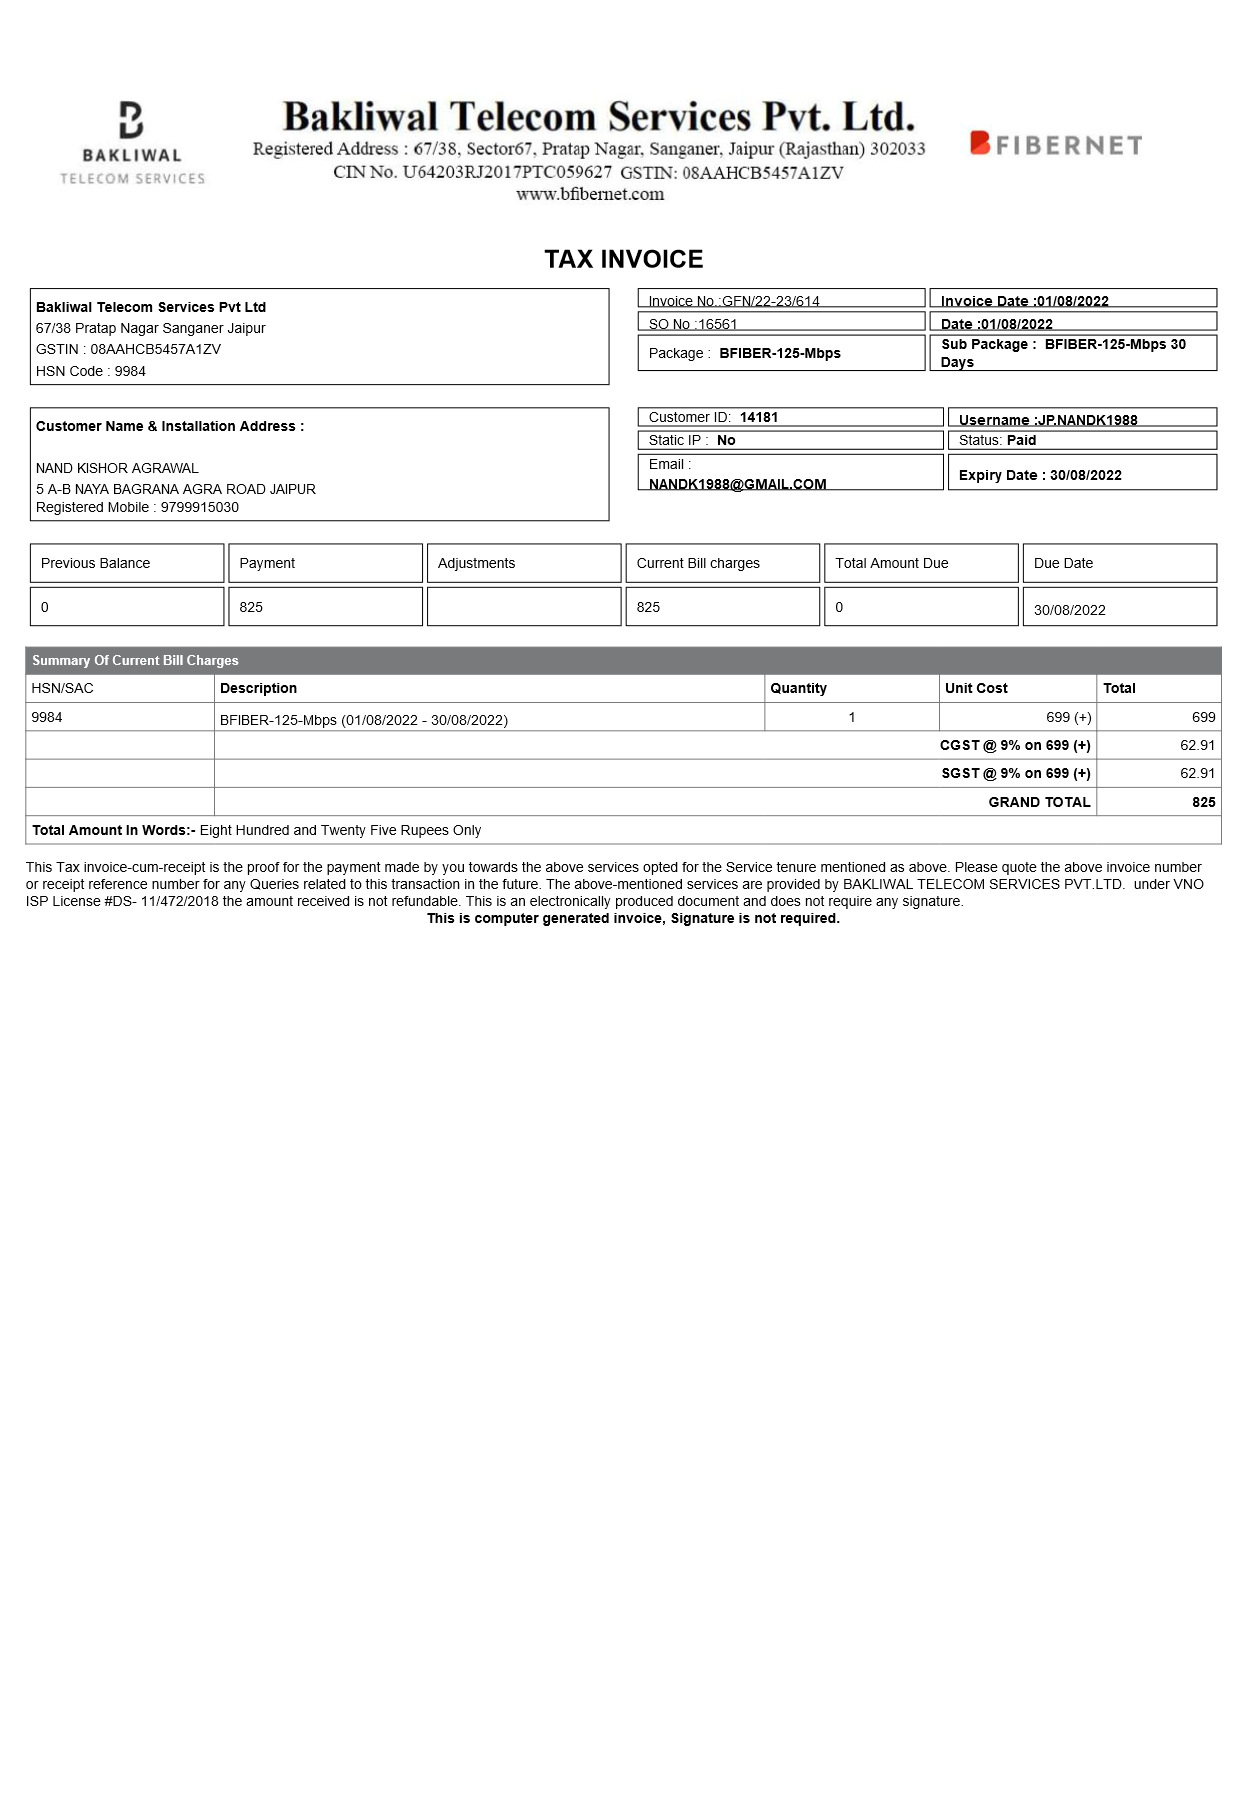 BAKLIWAL
TELECOM SERVICES
Bakliwal Telecom Services Pvt. Ltd.
Registered Address : 67/38, Sector67, Pratap Nagar, Sanganer, Jaipur (Rajasthan) 302033
CIN No. U64203RJ2017PTC059627 GSTIN: 08AAHCB5457A1ZV
www.bfibernet.com
FIBERNET
TAX INVOICE
Bakliwal Telecom Services Pvt Ltd
67/38 Pratap Nagar Sanganer Jaipur
GSTIN : 08AAHCB5457A1ZV
HSN Code : 9984
Invoice No.:GFN/22-23/614 Invoice Date :01/08/2022
SO No :16561 Date :01/08/2022
Package : BFIBER-125-Mbps Sub Package : BFIBER-125-Mbps 30
Days
Customer Name & Installation Address :
NAND KISHOR AGRAWAL
5 A-B NAYA BAGRANA AGRA ROAD JAIPUR
Registered Mobile : 9799915030
Customer ID: 14181 Username :JP.NANDK1988
Static IP : No Status: Paid
Email :
NANDK1988@GMAIL.COM Expiry Date : 30/08/2022
Previous Balance Payment Adjustments Current Bill charges Total Amount Due Due Date
0 825 825 0 30/08/2022
Summary Of Current Bill Charges
HSN/SAC Description Quantity Unit Cost Total
9984 BFIBER-125-Mbps (01/08/2022 - 30/08/2022) 1 699 (+) 699
CGST @ 9% on 699 (+) 62.91
SGST @ 9% on 699 (+) 62.91
GRAND TOTAL 825
Total Amount In Words:- Eight Hundred and Twenty Five Rupees Only
This Tax invoice-cum-receipt is the proof for the payment made by you towards the above services opted for the Service tenure mentioned as above. Please quote the above invoice number
or receipt reference number for any Queries related to this transaction in the future. The above-mentioned services are provided by BAKLIWAL TELECOM SERVICES PVT.LTD. under VNO
ISP License #DS- 11/472/2018 the amount received is not refundable. This is an electronically produced document and does not require any signature.
This is computer generated invoice, Signature is not required.